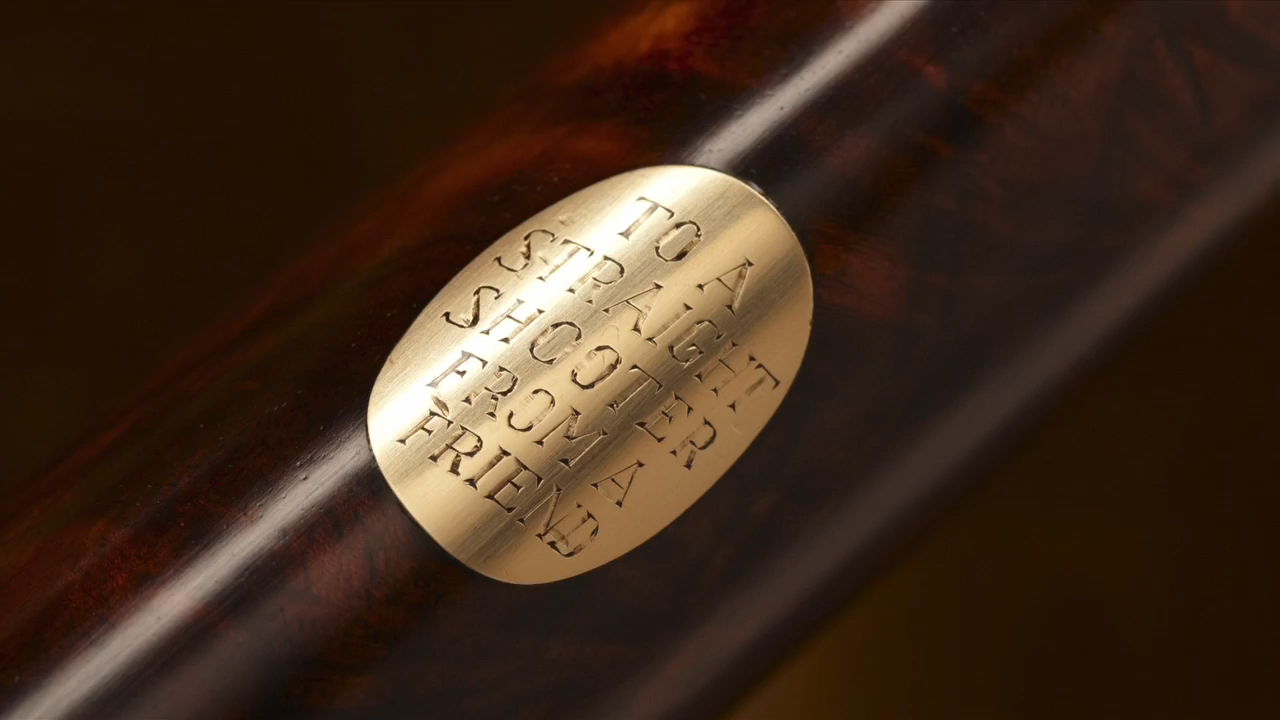 TO A
STRAIGHT
SHOOTER
FROM A
FRIEND